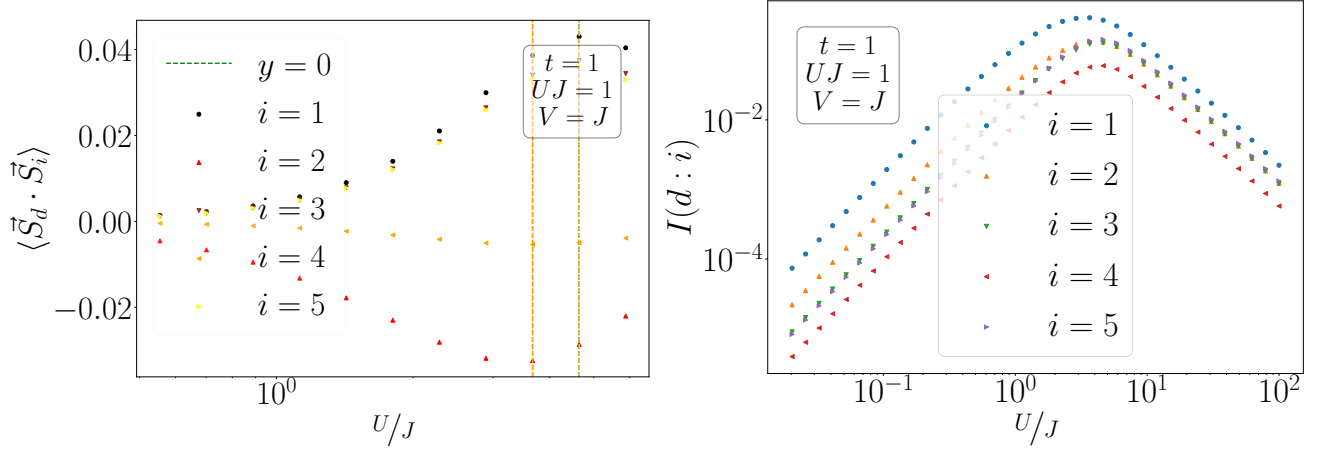 0.04
0.02
0.00
−0.02
⟨S⃗_d · S⃗_i⟩
10^0
U/J
y = 0
i = 1
i = 2
i = 3
i = 4
i = 5
t = 1
UJ = 1
V = J
10^−2
10^−4
I(d : i)
10^−1
10^0
10^1
10^2
U/J
t = 1
UJ = 1
V = J
i = 1
i = 2
i = 3
i = 4
i = 5